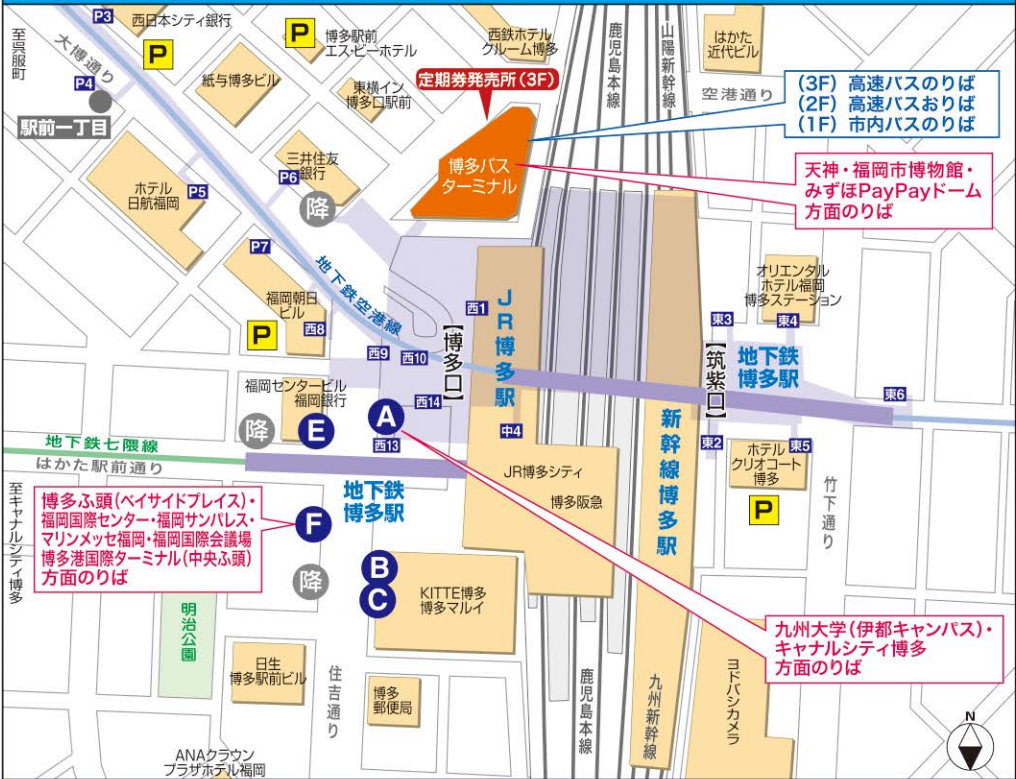 P3
西日本シティ銀行
P
P
博多駅前
エス・ビーホテル
西鉄ホテル
クルーム博多
鹿児島本線
山陽新幹線
はかた
近代ビル
至呉服町
大博通り
P4
紙与博多ビル
東横イン
博多口駅前
定期券発売所(3F)
空港通り
(3F) 高速バスのりば
(2F) 高速バスおりば
(1F) 市内バスのりば
駅前一丁目
三井住友
銀行
博多バス
ターミナル
天神・福岡市博物館・
みずほPayPayドーム
方面のりば
ホテル
日航福岡
P5
P6
降
P7
地下鉄空港線
福岡朝日
ビル
西8
P
西9
西10
【博多口】
西1
JR博多駅
オリエンタル
ホテル福岡
博多ステーション
東3
東4
【筑紫口】
地下鉄
博多駅
東6
福岡センタービル
福岡銀行
西14
A
降
E
西13
中4
新幹線博多駅
東2
ホテル
クリオコート
博多
東5
P
竹下通り
地下鉄七隈線
はかた駅前通り
至キャナルシティ博多
JR博多シティ
博多阪急
地下鉄
博多駅
博多ふ頭(ベイサイドプレイス)・
福岡国際センター・福岡サンパレス・
マリンメッセ福岡・福岡国際会議場
博多港国際ターミナル(中央ふ頭)
方面のりば
F
降
B
C
KITTE博多
博多マルイ
明治公園
九州大学(伊都キャンパス)・
キャナルシティ博多
方面のりば
日生
博多駅前ビル
住吉通り
博多
郵便局
鹿児島本線
九州新幹線
ヨドバシカメラ
ANAクラウン
プラザホテル福岡
N